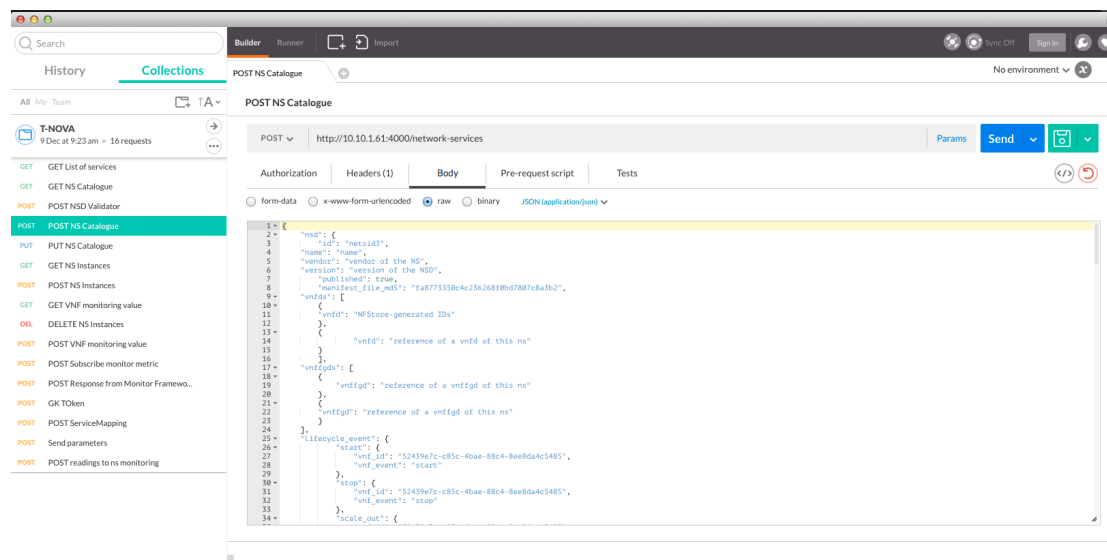 Search
Builder
Runner
Import
Sync Off
Sign in
History
Collections
POST NS Catalogue
No environment
All Me Team
↑A
POST NS Catalogue
T-NOVA
9 Dec at 9:23 am 16 requests
POST
http://10.10.1.61:4000/network-services
Params
Send
GET GET List of services
GET GET NS Catalogue
POST POST NSD Validator
POST POST NS Catalogue
PUT PUT NS Catalogue
GET GET NS Instances
POST POST NS Instances
GET GET VNF monitoring value
DEL DELETE NS Instances
POST POST VNF monitoring value
POST POST Subscribe monitor metric
POST POST Response from Monitor Framewo...
POST GK TOken
POST POST ServiceMapping
POST Send parameters
POST POST readings to ns monitoring
Authorization
Headers (1)
Body
Pre-request script
Tests
form-data
x-www-form-urlencoded
raw
binary
JSON (application/json)
1 {
2 "nsd": {
3 "id": "netsid3",
4 "name": "name",
5 "vendor": "vendor of the NS",
6 "version": "version of the NSD",
7 "published": true,
8 "manifest_file_md5": "fa8773350c4c236268f0bd7807c8a3b2",
9 "vnfds": [
10 {
11 "vnfd": "NFStore-generated IDs"
12 },
13 {
14 "vnfd": "reference of a vnfd of this ns"
15 }
16 ],
17 "vnffgds": [
18 {
19 "vnffgd": "reference of a vnffgd of this ns"
20 },
21 {
22 "vnffgd": "reference of a vnffgd of this ns"
23 }
24 ],
25 "lifecycle_event": {
26 "start": {
27 "vnf_id": "52439e7c-c85c-4bae-88c4-8ee8da4c5485",
28 "vnf_event": "start"
29 },
30 "stop": {
31 "vnf_id": "52439e7c-c85c-4bae-88c4-8ee8da4c5485",
32 "vnf_event": "stop"
33 },
34 "scale_out": {